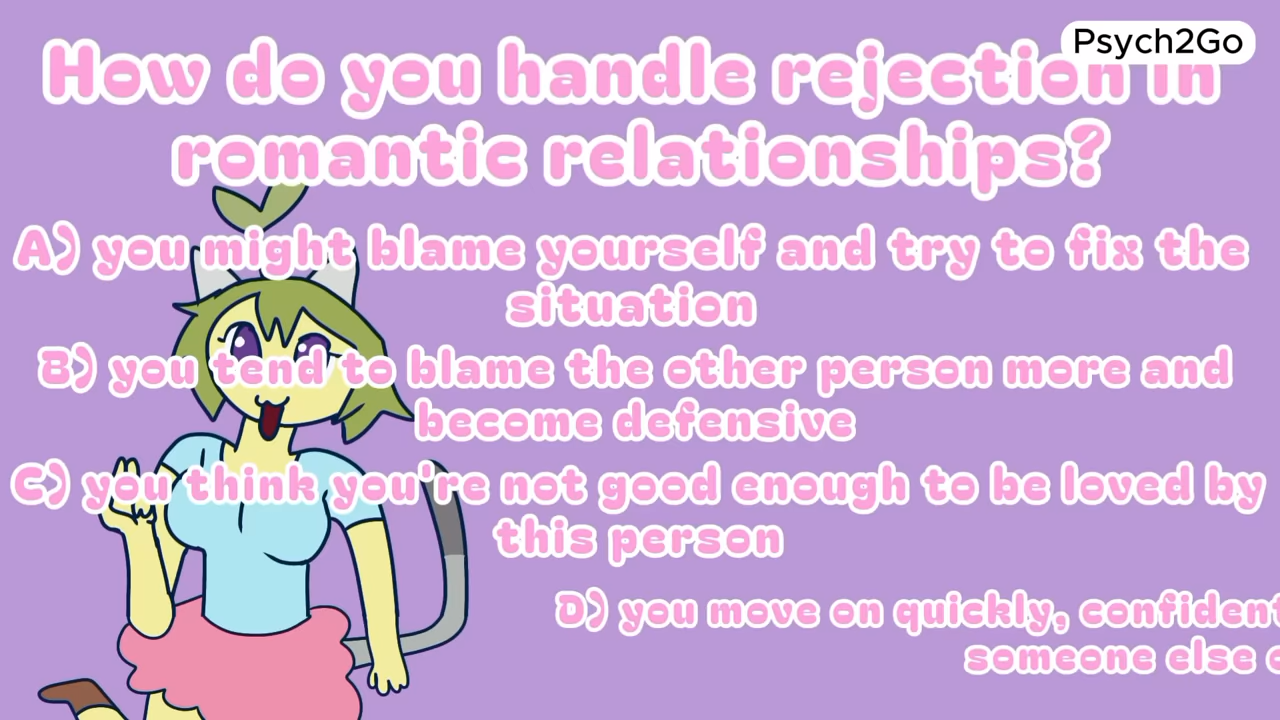 Psych2Go
How do you handle rejection in
romantic relationships?
A) you might blame yourself and try to fix the
situation
B) you tend to blame the other person more and
become defensive
C) you think you're not good enough to be loved by
this person
D) you move on quickly, confident
someone else